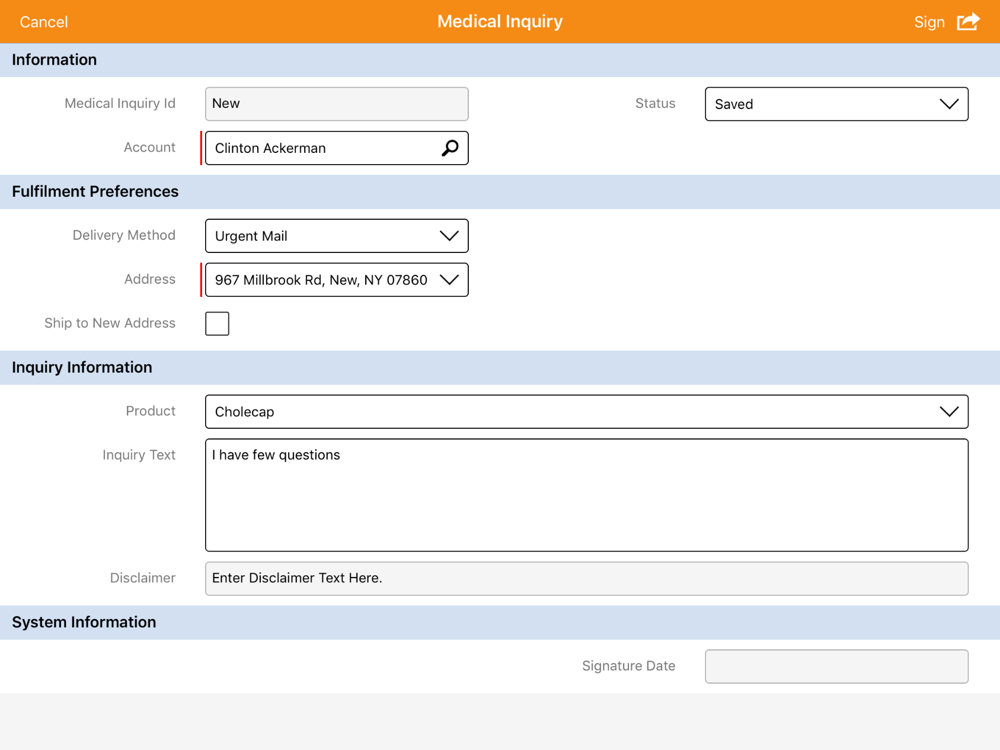 Cancel
Medical Inquiry
Sign
Information
Medical Inquiry Id
New
Status
Saved
Account
Clinton Ackerman
Fulfilment Preferences
Delivery Method
Urgent Mail
Address
967 Millbrook Rd, New, NY 07860
Ship to New Address
Inquiry Information
Product
Cholecap
Inquiry Text
I have few questions
Disclaimer
Enter Disclaimer Text Here.
System Information
Signature Date